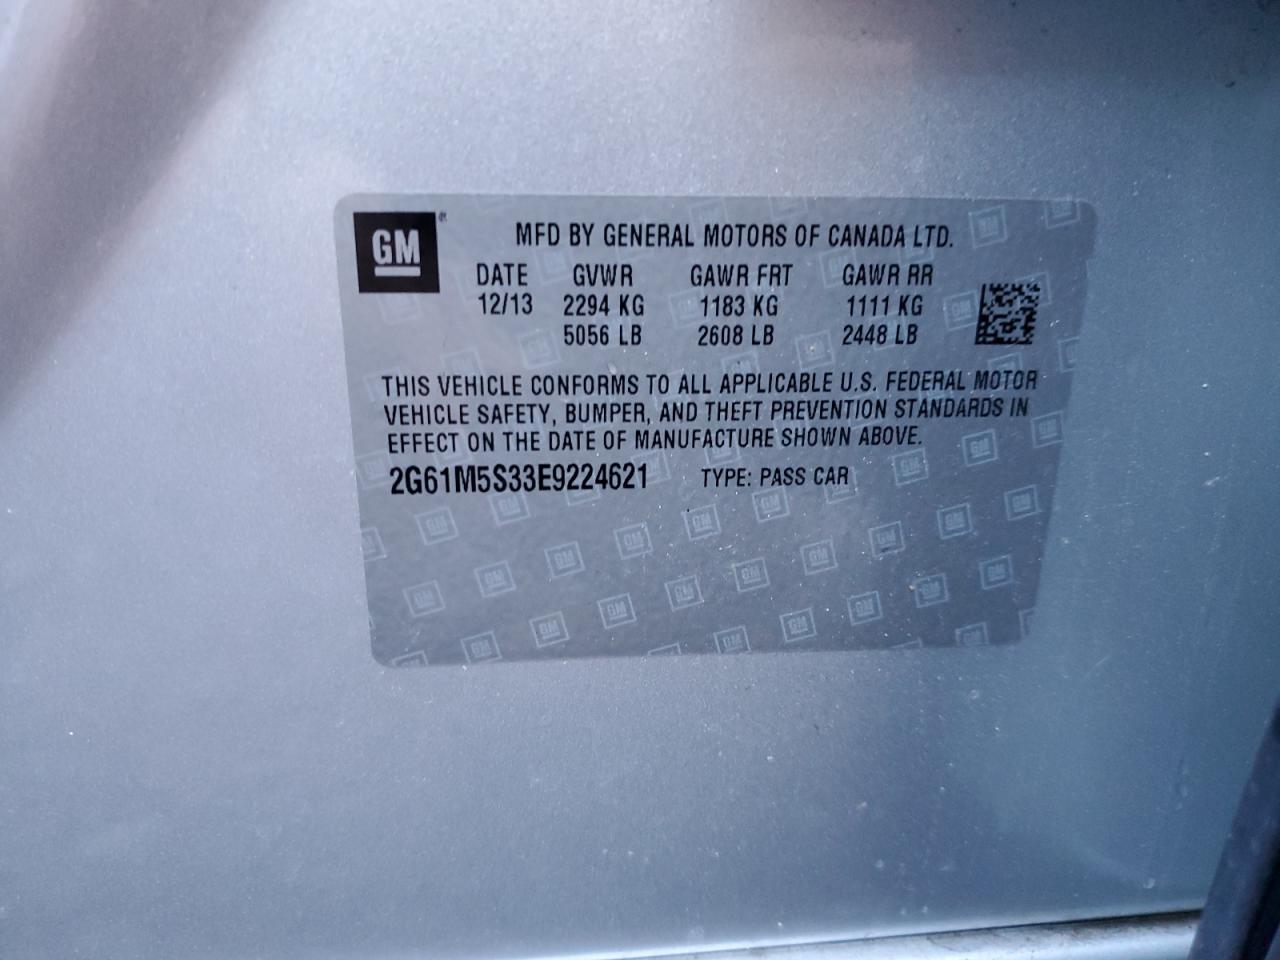 GM
MFD BY GENERAL MOTORS OF CANADA LTD.
DATE GVWR GAWR FRT GAWR RR
12/13 2294 KG 1183 KG 1111 KG
5056 LB 2608 LB 2448 LB
THIS VEHICLE CONFORMS TO ALL APPLICABLE U.S. FEDERAL MOTOR
VEHICLE SAFETY, BUMPER, AND THEFT PREVENTION STANDARDS IN
EFFECT ON THE DATE OF MANUFACTURE SHOWN ABOVE.
2G61M5S33E9224621 TYPE: PASS CAR